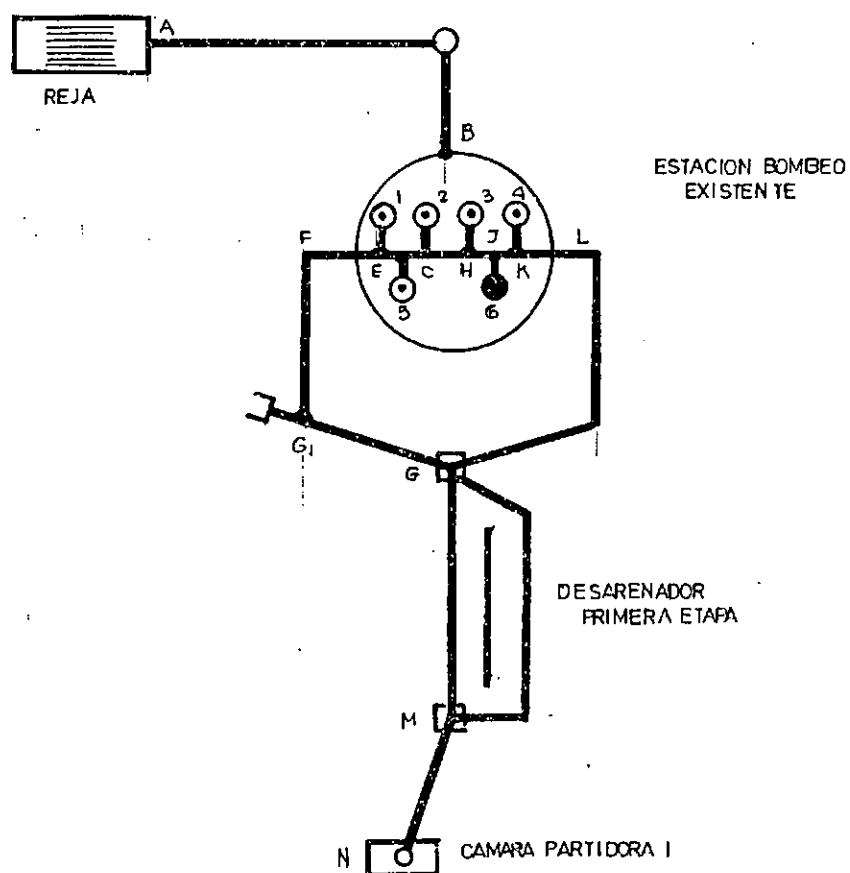 A
REJA
B
ESTACION BOMBEO
EXISTENTE
1 2 3 4
F J L
E C H K
5 6
G1
G
DESARENADOR
PRIMERA ETAPA
M
N CAMARA PARTIDORA I